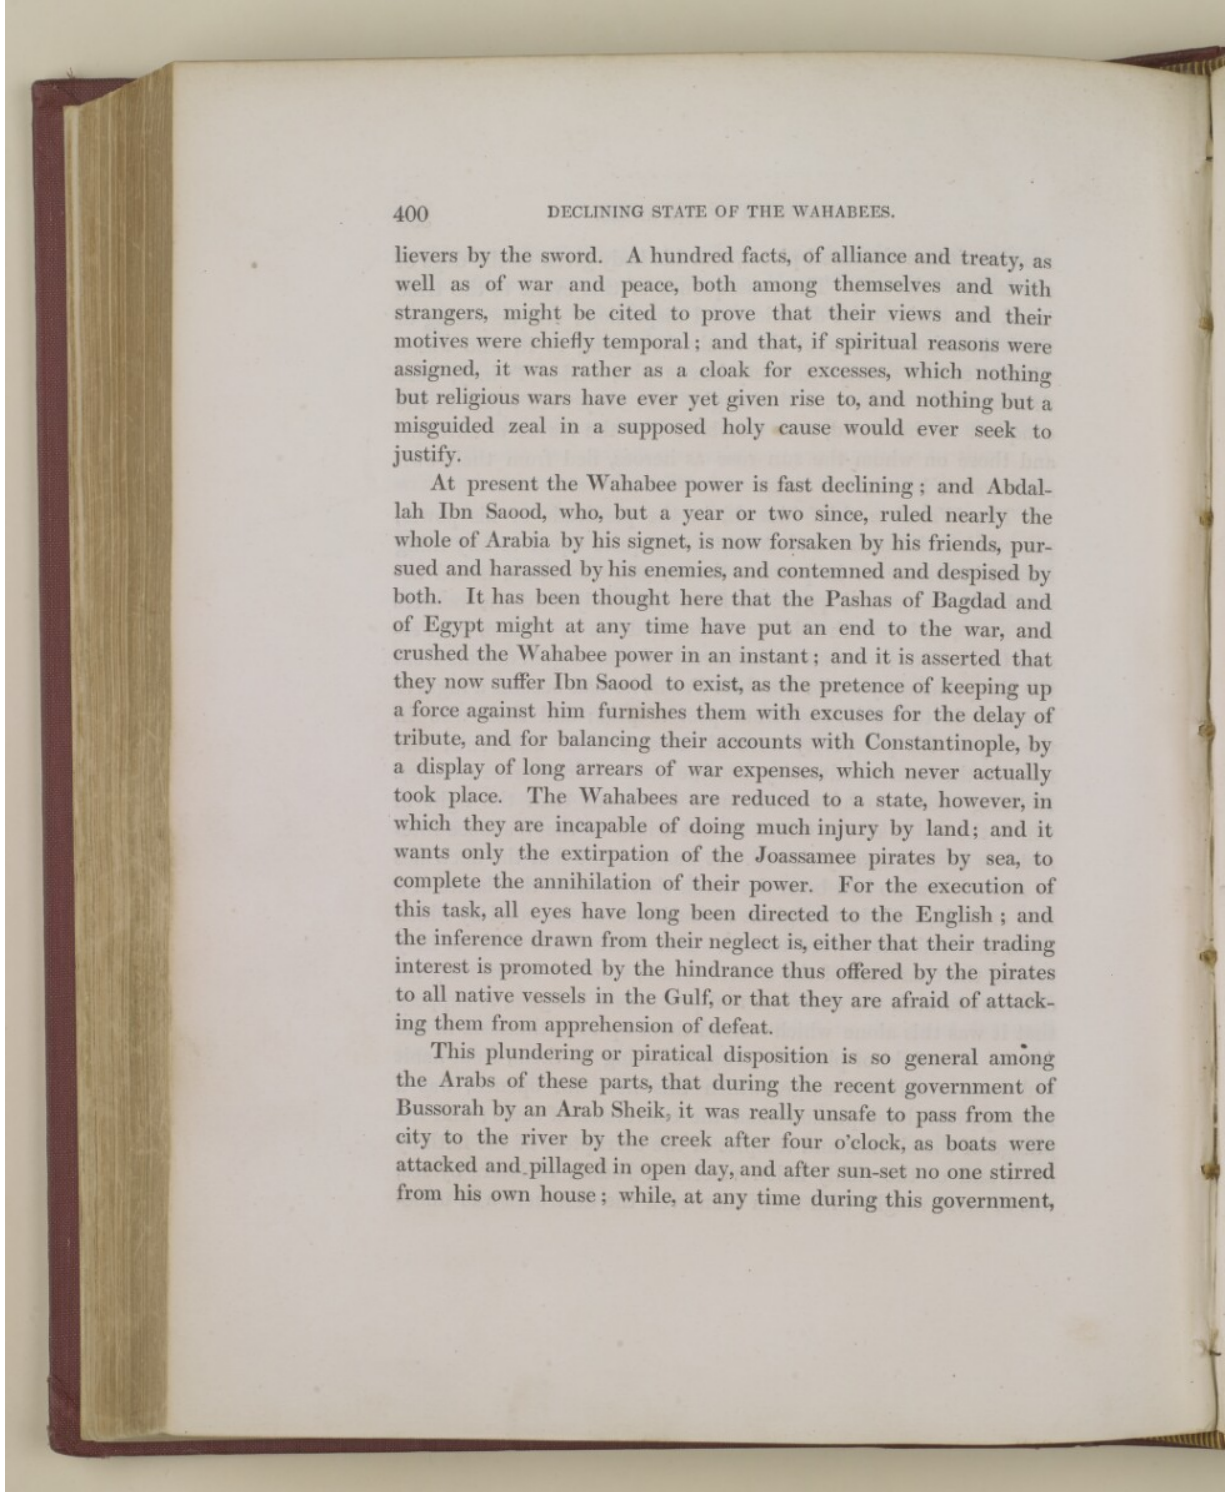 400 DECLINING STATE OF THE WAHABEES.
lievers by the sword. A hundred facts, of alliance and treaty, as
well as of war and peace, both among themselves and with
strangers, might be cited to prove that their views and their
motives were chiefly temporal; and that, if spiritual reasons were
assigned, it was rather as a cloak for excesses, which nothing
but religious wars have ever yet given rise to, and nothing but a
misguided zeal in a supposed holy cause would ever seek to
justify.
At present the Wahabee power is fast declining; and Abdal-
lah Ibn Saood, who, but a year or two since, ruled nearly the
whole of Arabia by his signet, is now forsaken by his friends, pur-
sued and harassed by his enemies, and contemned and despised by
both. It has been thought here that the Pashas of Bagdad and
of Egypt might at any time have put an end to the war, and
crushed the Wahabee power in an instant; and it is asserted that
they now suffer Ibn Saood to exist, as the pretence of keeping up
a force against him furnishes them with excuses for the delay of
tribute, and for balancing their accounts with Constantinople, by
a display of long arrears of war expenses, which never actually
took place. The Wahabees are reduced to a state, however, in
which they are incapable of doing much injury by land; and it
wants only the extirpation of the Joassamee pirates by sea, to
complete the annihilation of their power. For the execution of
this task, all eyes have long been directed to the English; and
the inference drawn from their neglect is, either that their trading
interest is promoted by the hindrance thus offered by the pirates
to all native vessels in the Gulf, or that they are afraid of attack-
ing them from apprehension of defeat.
This plundering or piratical disposition is so general among
the Arabs of these parts, that during the recent government of
Bussorah by an Arab Sheik, it was really unsafe to pass from the
city to the river by the creek after four o'clock, as boats were
attacked and pillaged in open day, and after sun-set no one stirred
from his own house; while, at any time during this government,